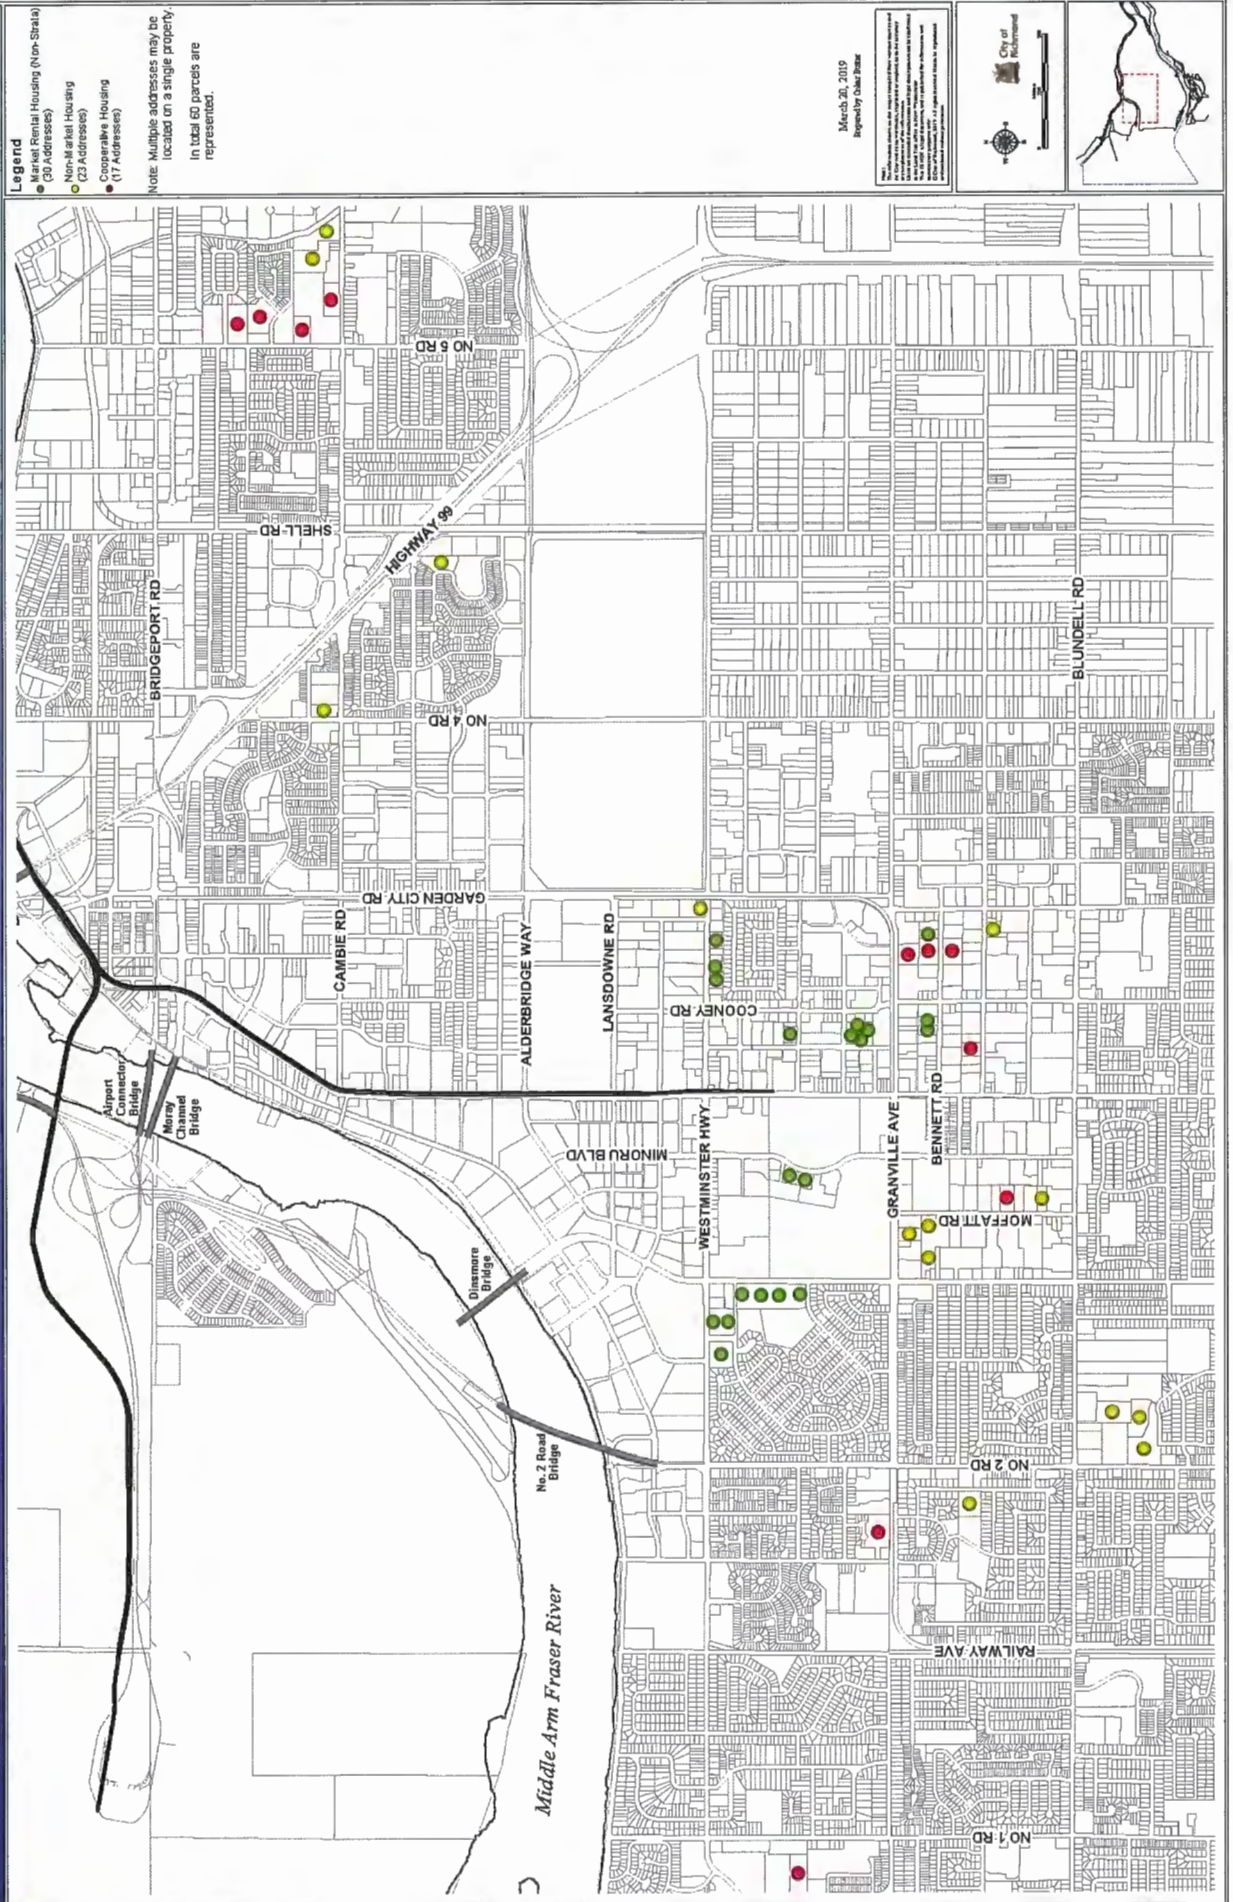 Legend
Market Rental Housing (Non-Strata)
(30 Addresses)
Non-Market Housing
(23 Addresses)
Cooperative Housing
(17 Addresses)
Note: Multiple addresses may be
located on a single property.
In total 60 parcels are
represented.
March 20, 2019
City of
Richmond
BRIDGEPORT RD
SHELL RD
NO 5 RD
HIGHWAY 99
NO 4 RD
BLUNDELL RD
GARDEN CITY RD
CAMBIE RD
ALDERBRIDGE WAY
LANSDOWNE RD
COONEY RD
Airport
Connector
Bridge
Moray
Channel
Bridge
MINORU BLVD
WESTMINSTER HWY
GRANVILLE AVE
BENNETT RD
MOFFATT RD
Dinsmore
Bridge
No. 2 Road
Bridge
NO 2 RD
Middle Arm Fraser River
RAILWAY AVE
NO 1 RD